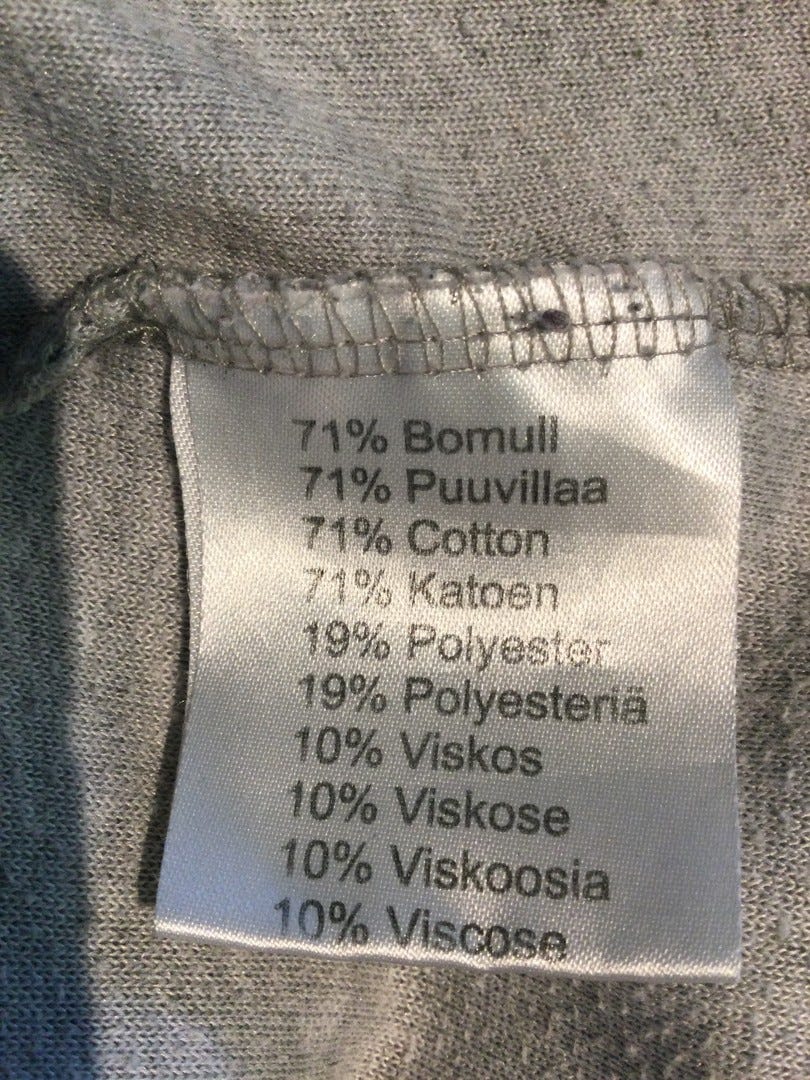 71% Bomull
71% Puuvillaa
71% Cotton
71% Katoen
19% Polyester
19% Polyesteriä
10% Viskos
10% Viskose
10% Viskoosia
10% Viscose